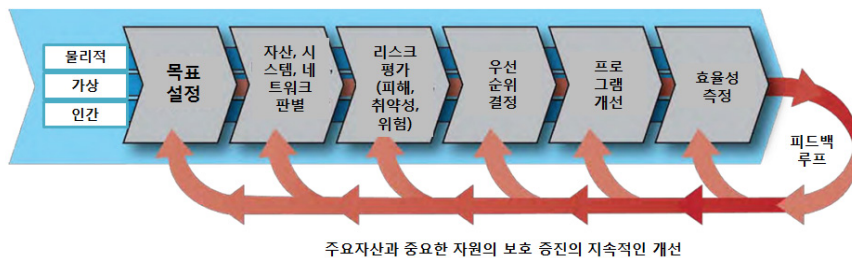 물리적
가상
인간
목표
설정
자산, 시
스템, 네
트워크
판별
리스크
평가
(피해,
취약성,
위험)
우선
순위
결정
프로
그램
개선
효율성
측정
피드백
루프
주요자산과 중요한 자원의 보호 증진의 지속적인 개선